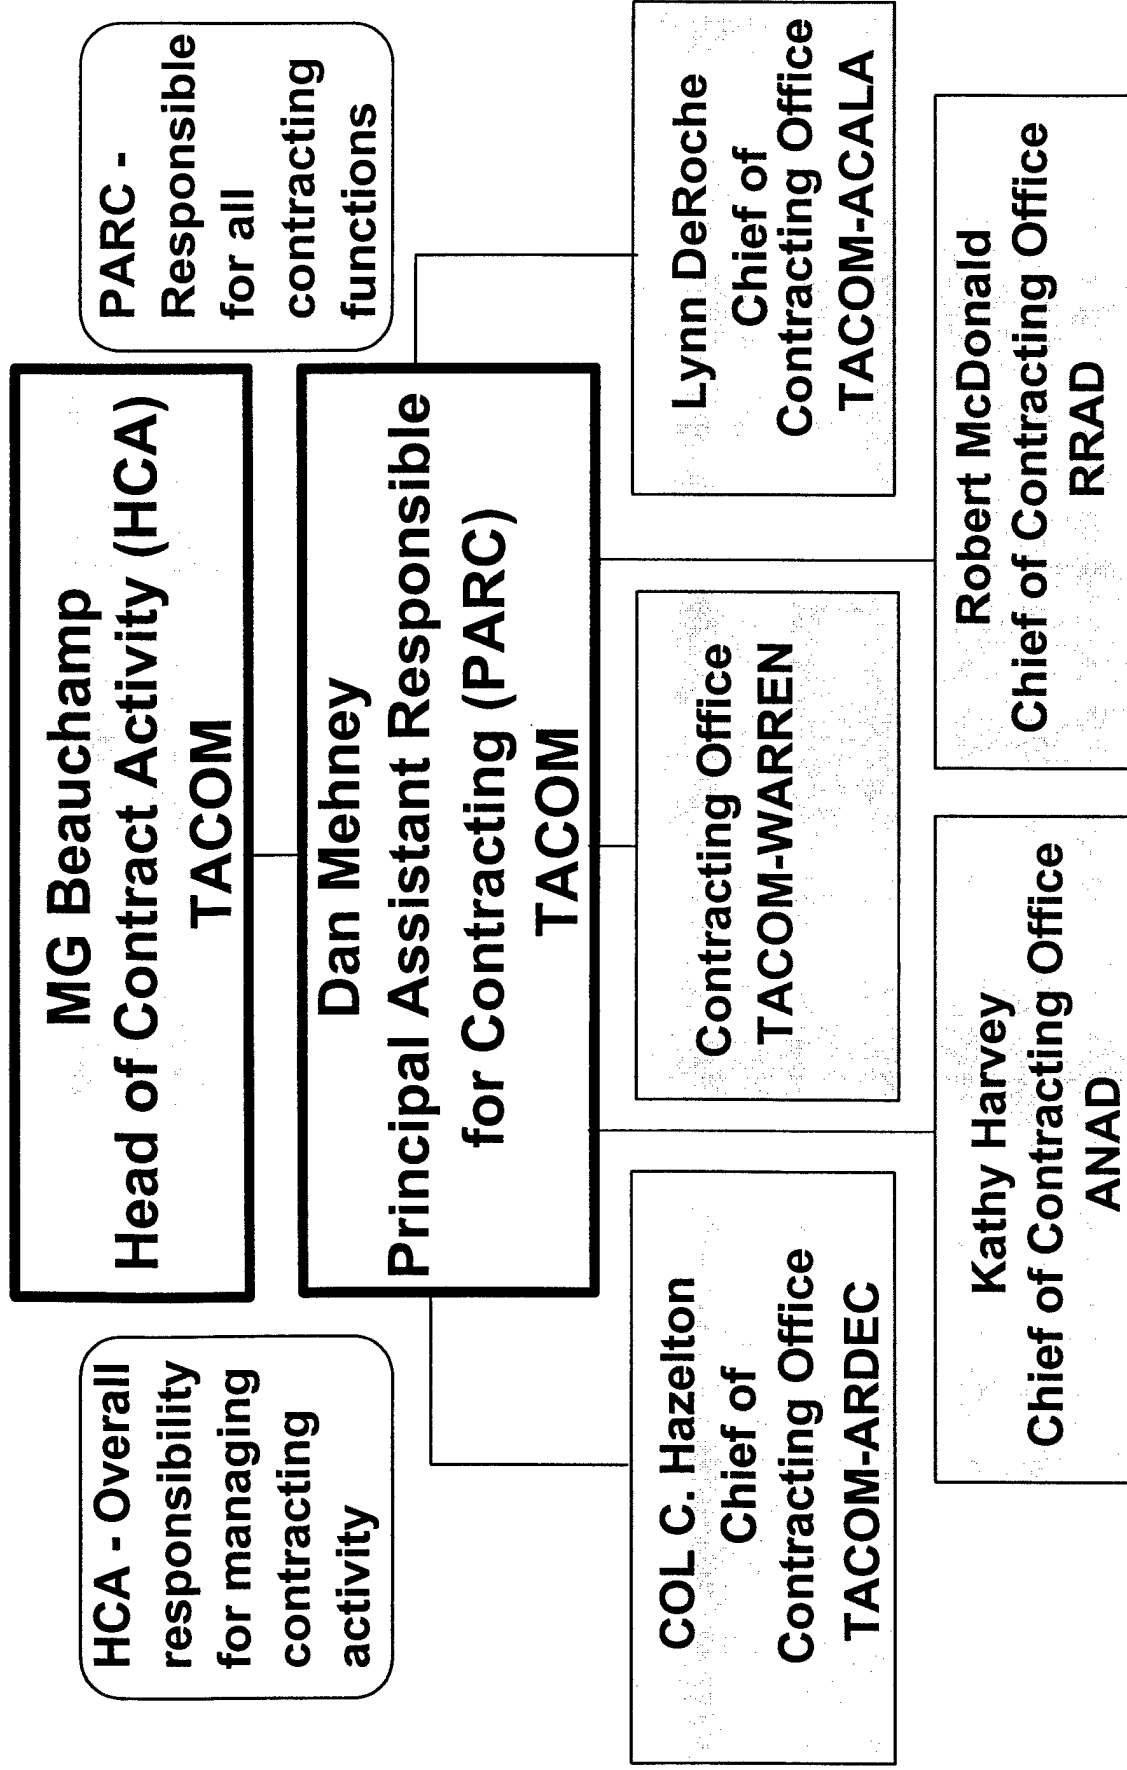 HCA - Overall
responsibility
for managing
contracting
activity
MG Beauchamp
Head of Contract Activity (HCA)
TACOM
PARC -
Responsible
for all
contracting
functions
Dan Mehney
Principal Assistant Responsible
for Contracting (PARC)
TACOM
COL C. Hazelton
Chief of
Contracting Office
TACOM-ARDEC
Contracting Office
TACOM-WARREN
Lynn DeRoche
Chief of
Contracting Office
TACOM-ACALA
Kathy Harvey
Chief of Contracting Office
ANAD
Robert McDonald
Chief of Contracting Office
RRAD